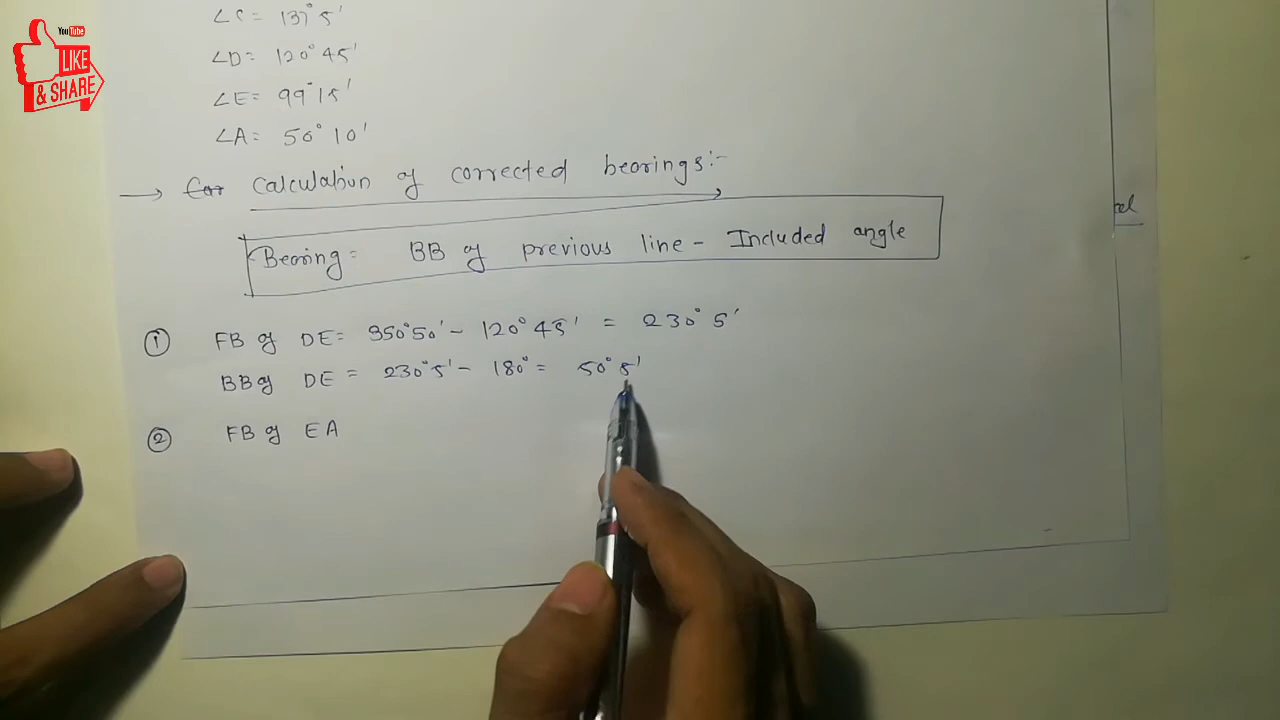 ∠C = 137° 5'
∠D = 120° 45'
∠E = 99° 15'
∠A = 56° 10'
YouTube
LIKE
& SHARE
→ Calculation of corrected bearings:-
Bearing = BB of previous line - Included angle
① FB of DE = 350° 50' - 120° 45' = 230° 5'
BB of DE = 230° 5' - 180° = 50° 5'
② FB of EA